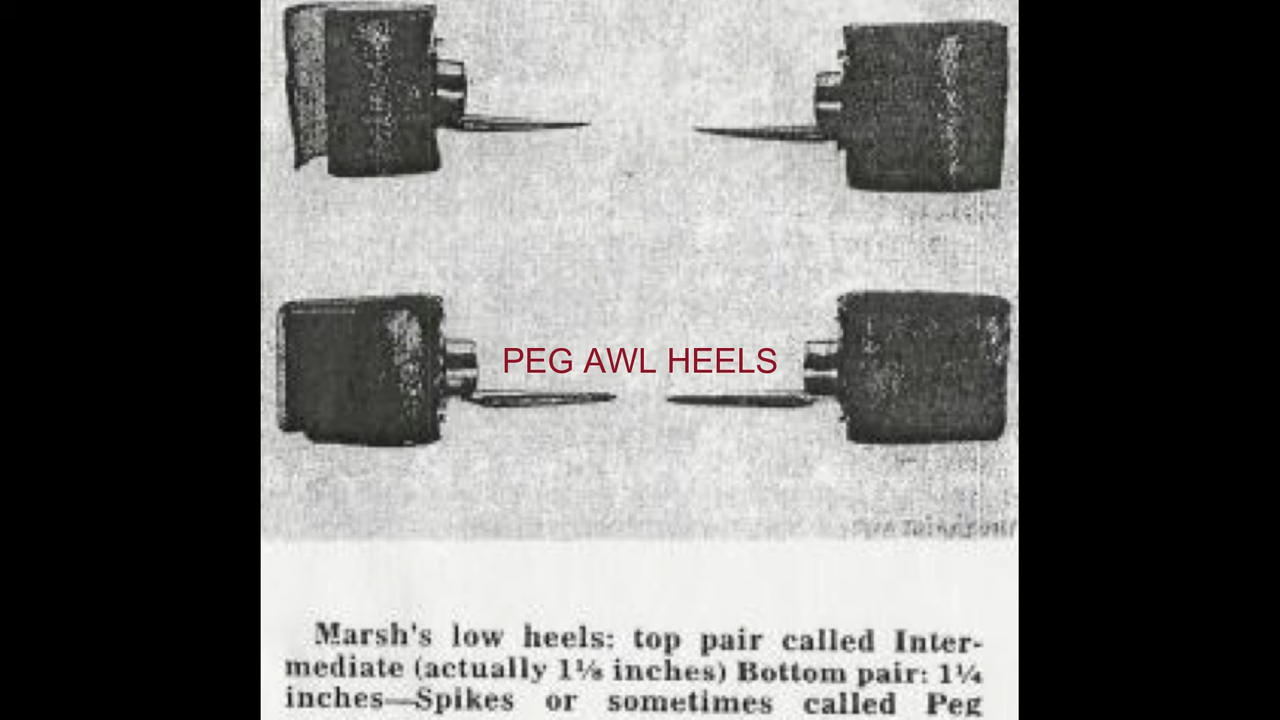 PEG AWL HEELS
Marsh's low heels: top pair called Inter-
mediate (actually 1⅛ inches) Bottom pair: 1¼
inches—Spikes or sometimes called Peg